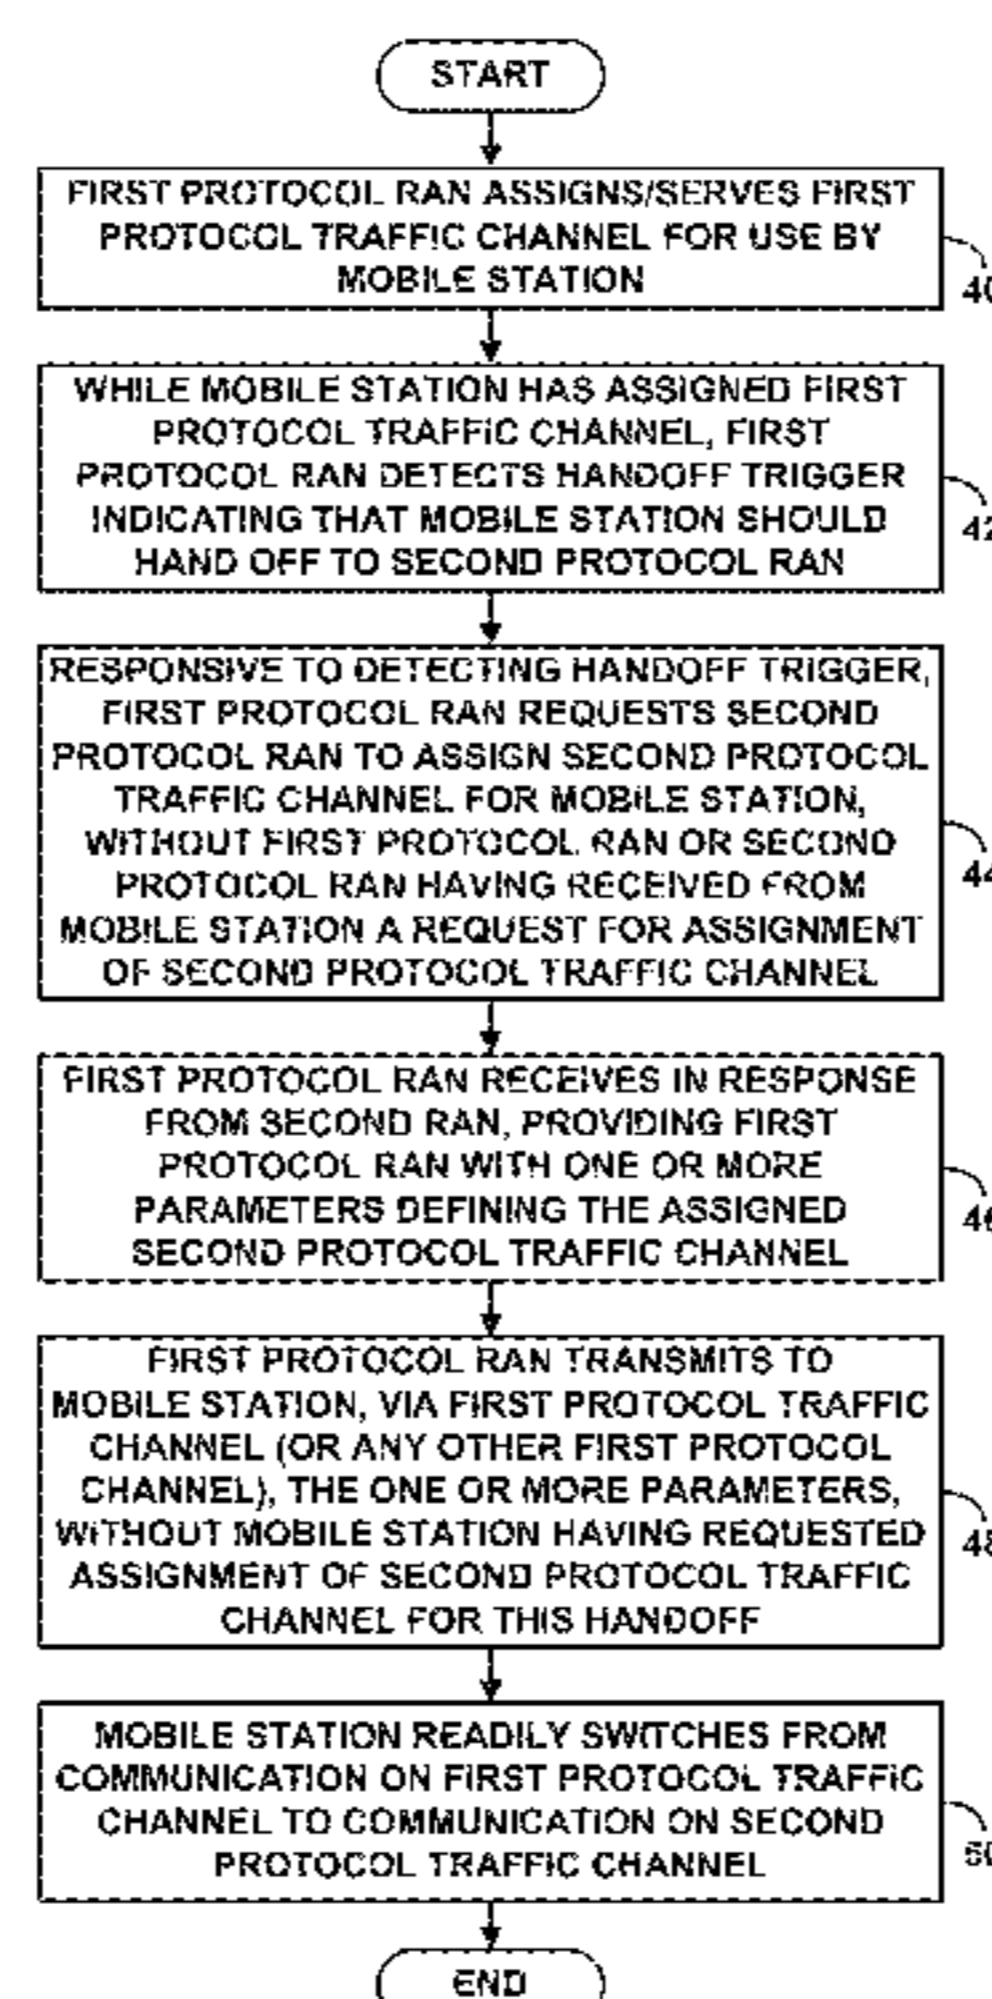 START
FIRST PROTOCOL RAN ASSIGNS/SERVES FIRST
PROTOCOL TRAFFIC CHANNEL FOR USE BY
MOBILE STATION
40
WHILE MOBILE STATION HAS ASSIGNED FIRST
PROTOCOL TRAFFIC CHANNEL, FIRST
PROTOCOL RAN DETECTS HANDOFF TRIGGER
INDICATING THAT MOBILE STATION SHOULD
HAND OFF TO SECOND PROTOCOL RAN
42
RESPONSIVE TO DETECTING HANDOFF TRIGGER,
FIRST PROTOCOL RAN REQUESTS SECOND
PROTOCOL RAN TO ASSIGN SECOND PROTOCOL
TRAFFIC CHANNEL FOR MOBILE STATION,
WITHOUT FIRST PROTOCOL RAN OR SECOND
PROTOCOL RAN HAVING RECEIVED FROM
MOBILE STATION A REQUEST FOR ASSIGNMENT
OF SECOND PROTOCOL TRAFFIC CHANNEL
44
FIRST PROTOCOL RAN RECEIVES IN RESPONSE
FROM SECOND RAN, PROVIDING FIRST
PROTOCOL RAN WITH ONE OR MORE
PARAMETERS DEFINING THE ASSIGNED
SECOND PROTOCOL TRAFFIC CHANNEL
46
FIRST PROTOCOL RAN TRANSMITS TO
MOBILE STATION, VIA FIRST PROTOCOL TRAFFIC
CHANNEL (OR ANY OTHER FIRST PROTOCOL
CHANNEL), THE ONE OR MORE PARAMETERS,
WITHOUT MOBILE STATION HAVING REQUESTED
ASSIGNMENT OF SECOND PROTOCOL TRAFFIC
CHANNEL FOR THIS HANDOFF
48
MOBILE STATION READILY SWITCHES FROM
COMMUNICATION ON FIRST PROTOCOL TRAFFIC
CHANNEL TO COMMUNICATION ON SECOND
PROTOCOL TRAFFIC CHANNEL
50
END